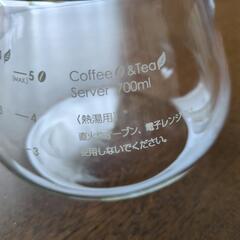 5
(MAX.)
4
3
Coffee &Tea
Server 700ml
〈熱湯用〉
直火やオーブン、電子レンジ
使用しないでください。